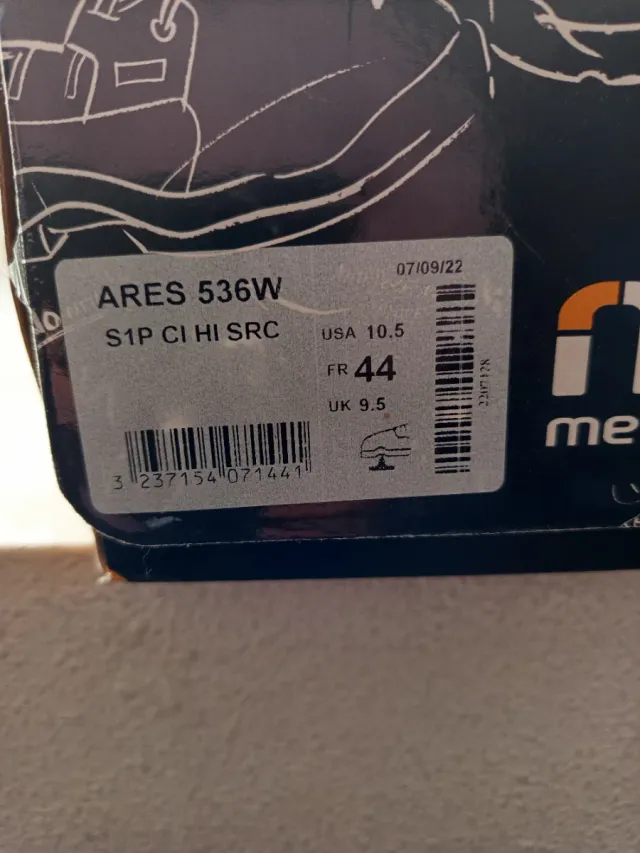 07/09/22
ARES 536W
S1P CI HI SRC
USA 10.5
FR 44
UK 9.5
2207128
3 237154 071441
me